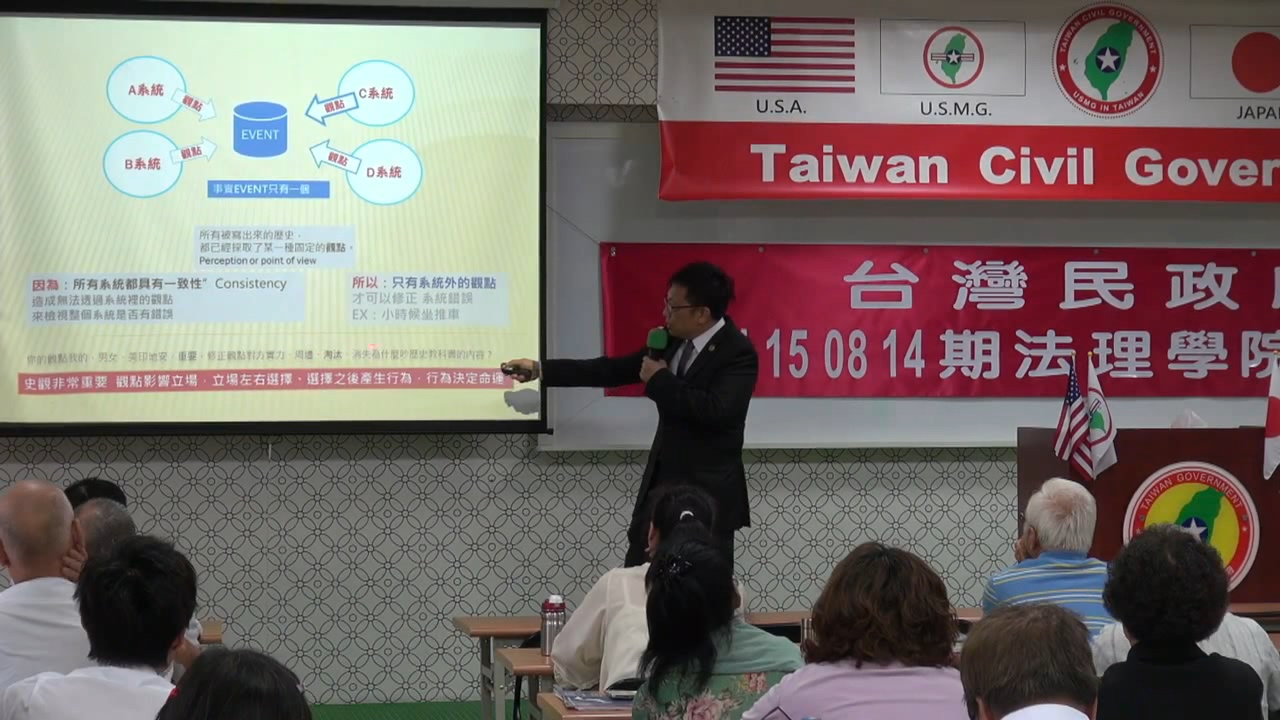 A系統
觀點
C系統
觀點
EVENT
B系統
觀點
D系統
觀點
事實EVENT只有一個
所有被寫出來的歷史，
都已經採取了某一種固定的觀點。
Perception or point of view
因為：所有系統都具有一致性" Consistency
造成無法透過系統裡的觀點
來檢視整個系統是否有錯誤
所以：只有系統外的觀點
才可以修正 系統錯誤
EX：小時候坐推車
史觀非常重要 觀點影響立場，立場左右選擇、選擇之後產生行為，行為決定命運
U.S.A.
U.S.M.G.
TAIWAN CIVIL GOVERNMENT
USMG IN TAIWAN
JAPA
Taiwan Civil Gover
台灣民政
15 08 14 期法理學院
TAIWAN GOVERNMENT